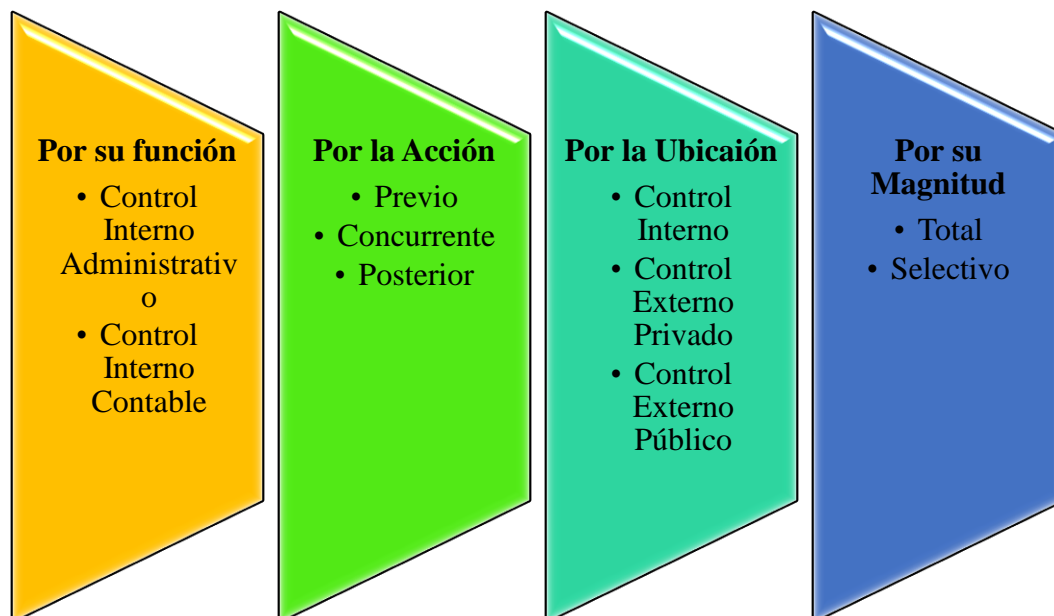 Por su función
• Control
Interno
Administrativ
o
• Control
Interno
Contable
Por la Acción
• Previo
• Concurrente
• Posterior
Por la Ubicaión
• Control
Interno
• Control
Externo
Privado
• Control
Externo
Público
Por su
Magnitud
• Total
• Selectivo